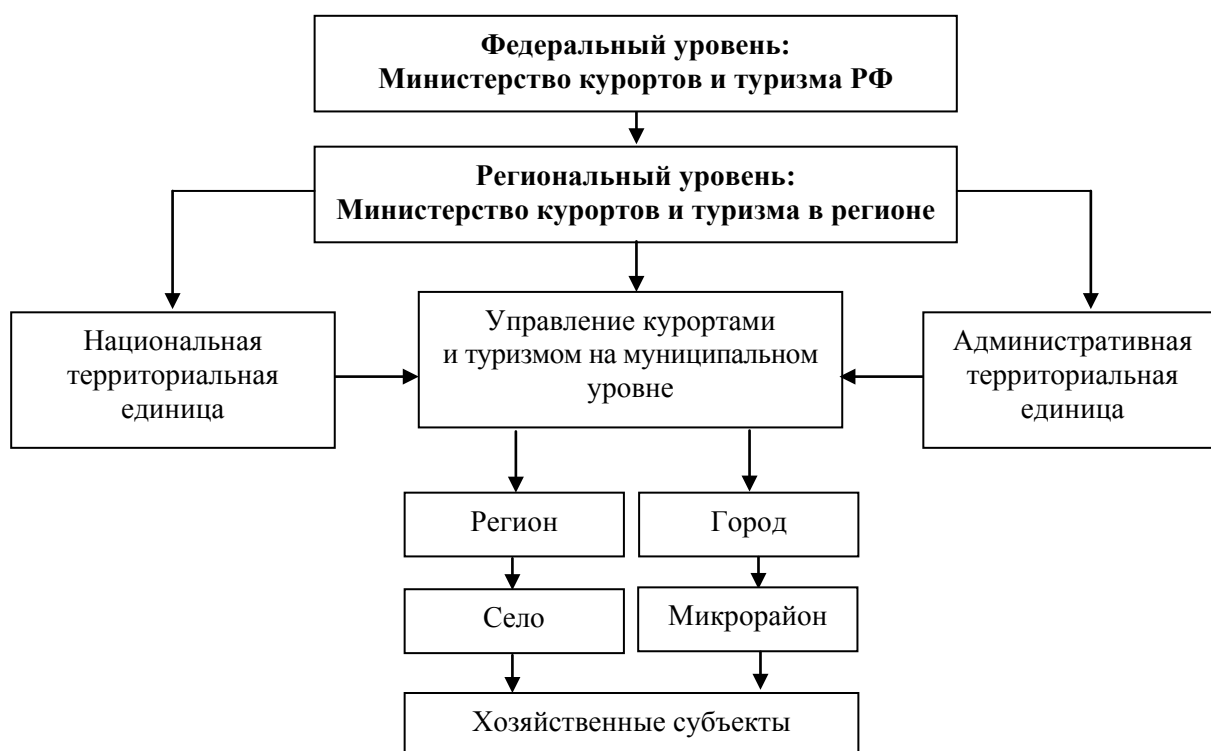 Федеральный уровень:
Министерство курортов и туризма РФ
Региональный уровень:
Министерство курортов и туризма в регионе
Национальная
территориальная
единица
Управление курортами
и туризмом на муниципальном
уровне
Административная
территориальная
единица
Регион
Город
Село
Микрорайон
Хозяйственные субъекты